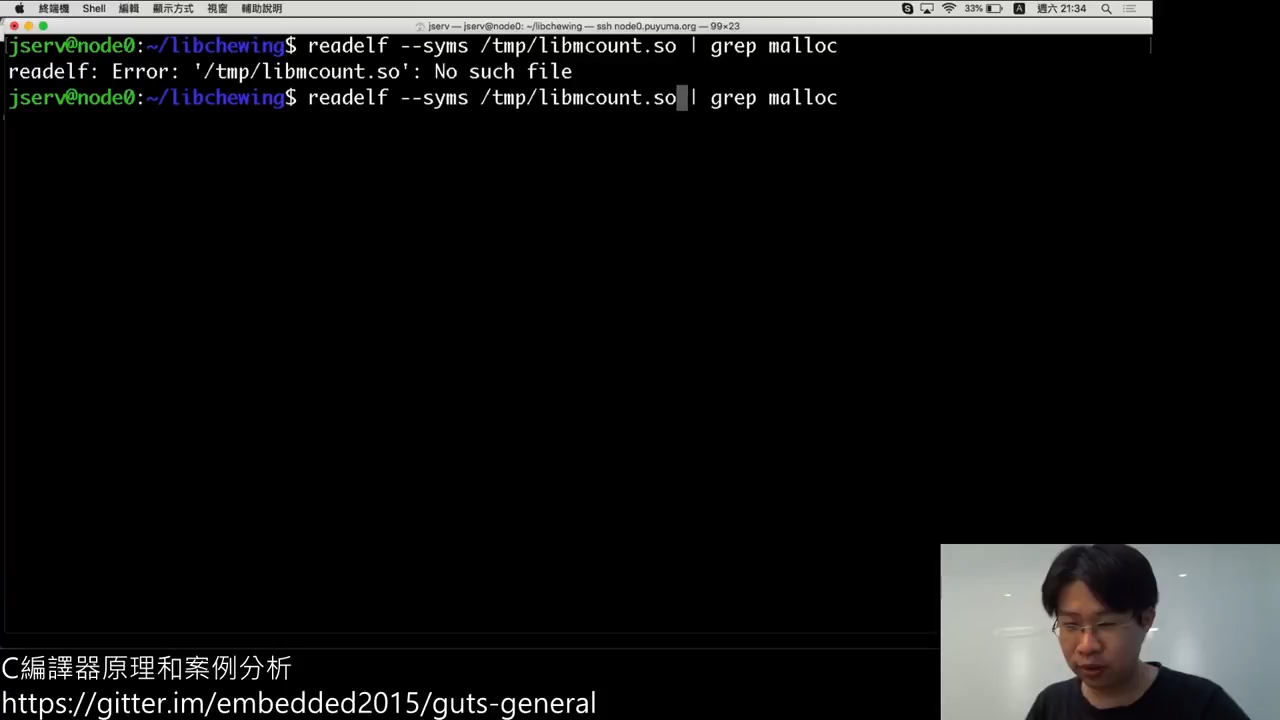 終端機 Shell 編輯 顯示方式 視窗 輔助說明 33% A 週六 21:34
jserv — jserv@node0: ~/libchewing — ssh node0.puyuma.org — 99×23
jserv@node0:~/libchewing$ readelf --syms /tmp/libmcount.so | grep malloc
readelf: Error: '/tmp/libmcount.so': No such file
jserv@node0:~/libchewing$ readelf --syms /tmp/libmcount.so | grep malloc
C編譯器原理和案例分析
https://gitter.im/embedded2015/guts-general